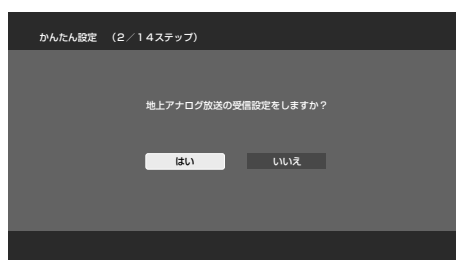 かんたん設定 （２／１４ステップ）
地上アナログ放送の受信設定をしますか？
はい いいえ